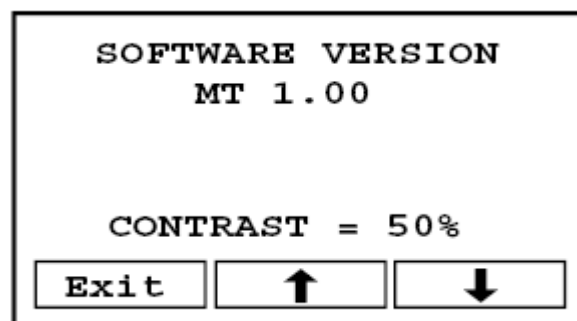 SOFTWARE VERSION
MT 1.00
CONTRAST = 50%
Exit ↑ ↓